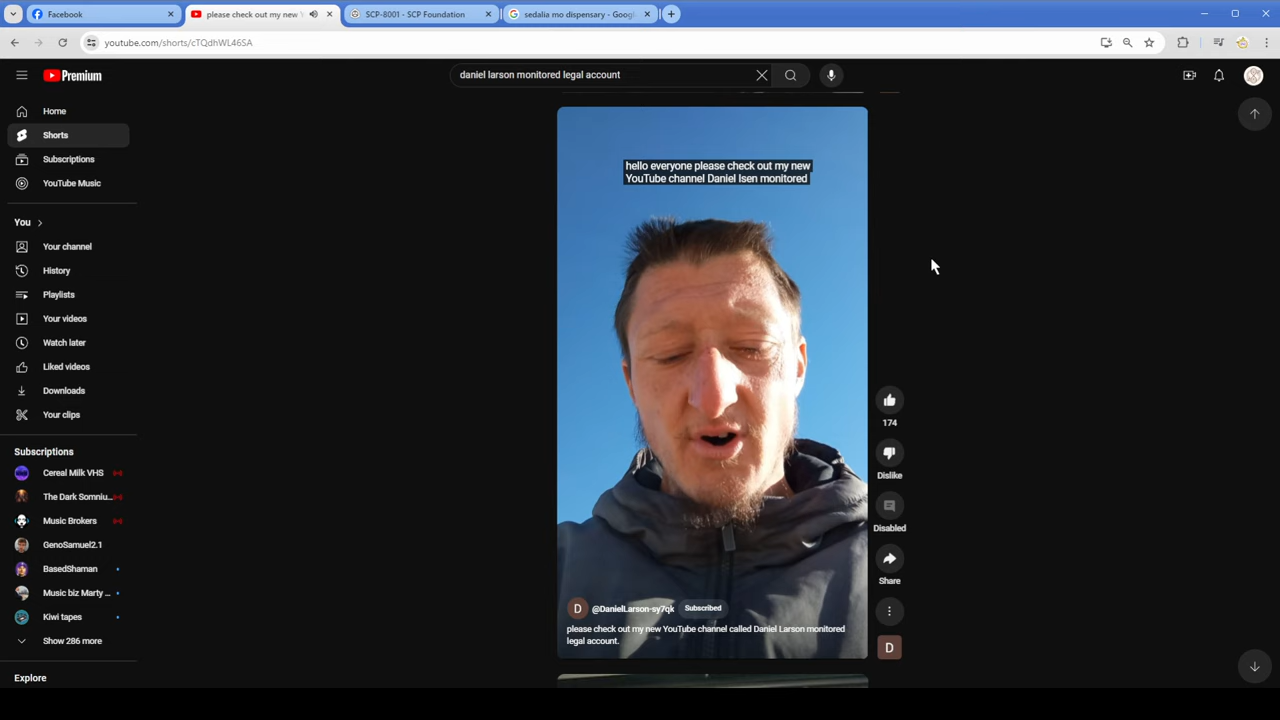 Facebook
please check out my new Y
SCP-8001 - SCP Foundation
sedalia mo dispensary - Goog
youtube.com/shorts/cTQdhWL46SA
Premium
daniel larson monitored legal account
Home
Shorts
Subscriptions
YouTube Music
You
Your channel
History
Playlists
Your videos
Watch later
Liked videos
Downloads
Your clips
Subscriptions
Cereal Milk VHS
The Dark Somniu...
Music Brokers
GenoSamuel2.1
BasedShaman
Music biz Marty ...
Kiwi tapes
Show 286 more
Explore
hello everyone please check out my new
YouTube channel Daniel Isen monitored
174
Dislike
Disabled
Share
D
D @DanielLarson-sy7qk Subscribed
please check out my new YouTube channel called Daniel Larson monitored
legal account.